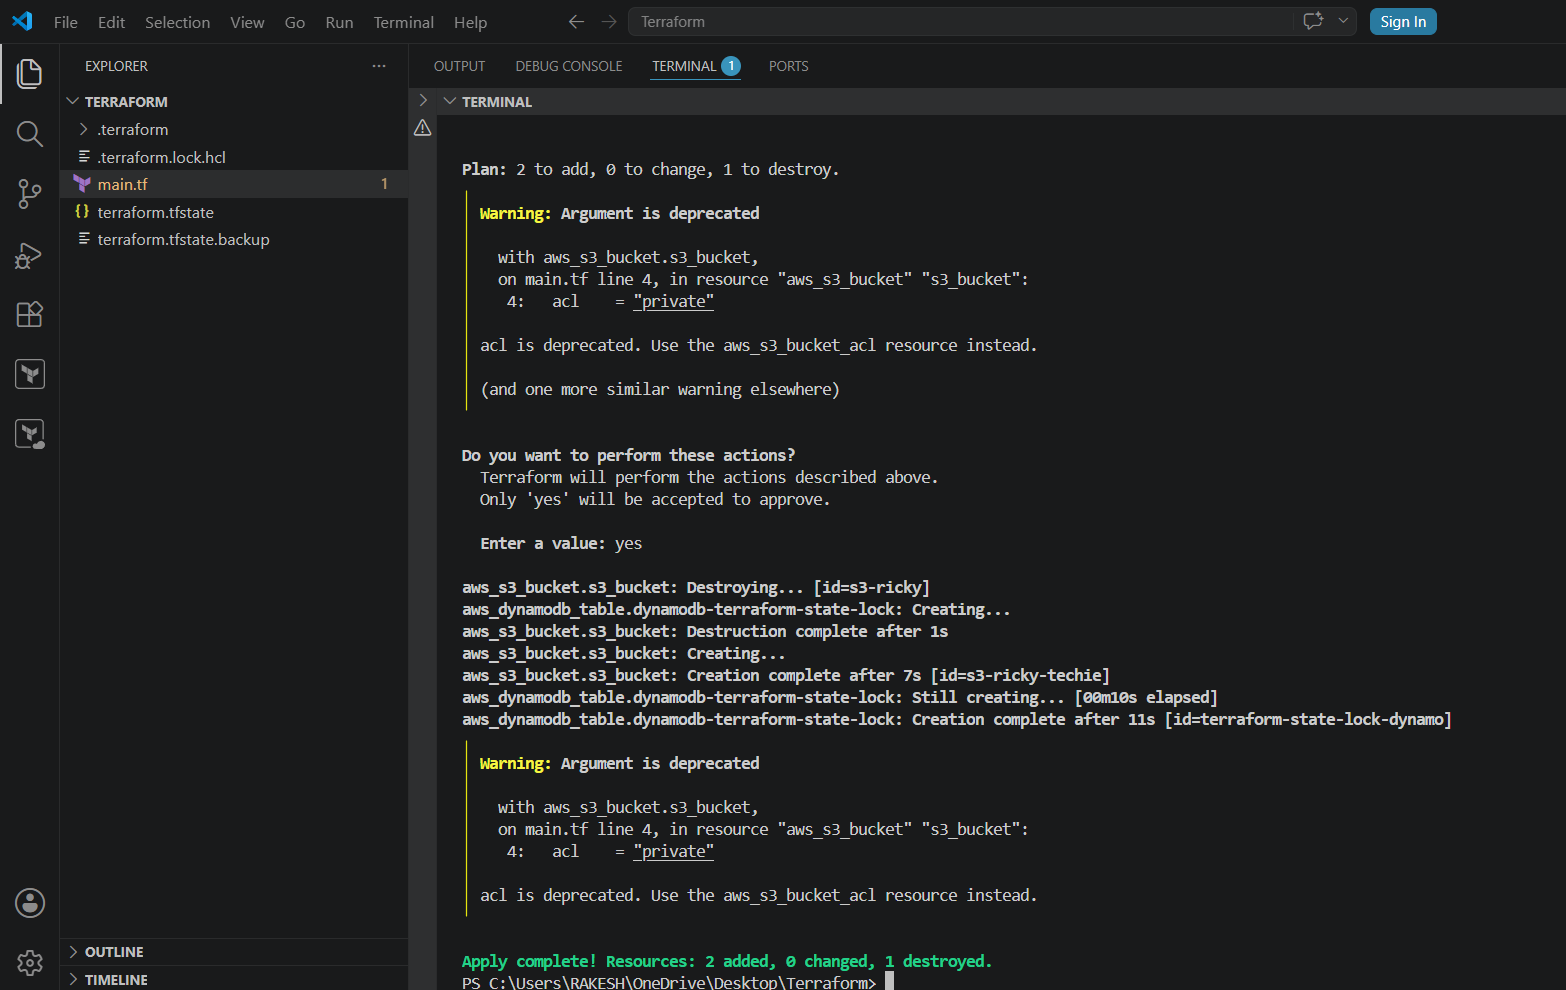 File Edit Selection View Go Run Terminal Help
Terraform
Sign In
EXPLORER
TERRAFORM
.terraform
.terraform.lock.hcl
main.tf 1
terraform.tfstate
terraform.tfstate.backup
OUTLINE
TIMELINE
OUTPUT DEBUG CONSOLE TERMINAL 1 PORTS
TERMINAL
Plan: 2 to add, 0 to change, 1 to destroy.
Warning: Argument is deprecated
with aws_s3_bucket.s3_bucket,
on main.tf line 4, in resource "aws_s3_bucket" "s3_bucket":
4: acl = "private"
acl is deprecated. Use the aws_s3_bucket_acl resource instead.
(and one more similar warning elsewhere)
Do you want to perform these actions?
Terraform will perform the actions described above.
Only 'yes' will be accepted to approve.
Enter a value: yes
aws_s3_bucket.s3_bucket: Destroying... [id=s3-ricky]
aws_dynamodb_table.dynamodb-terraform-state-lock: Creating...
aws_s3_bucket.s3_bucket: Destruction complete after 1s
aws_s3_bucket.s3_bucket: Creating...
aws_s3_bucket.s3_bucket: Creation complete after 7s [id=s3-ricky-techie]
aws_dynamodb_table.dynamodb-terraform-state-lock: Still creating... [00m10s elapsed]
aws_dynamodb_table.dynamodb-terraform-state-lock: Creation complete after 11s [id=terraform-state-lock-dynamo]
Warning: Argument is deprecated
with aws_s3_bucket.s3_bucket,
on main.tf line 4, in resource "aws_s3_bucket" "s3_bucket":
4: acl = "private"
acl is deprecated. Use the aws_s3_bucket_acl resource instead.
Apply complete! Resources: 2 added, 0 changed, 1 destroyed.
PS C:\Users\RAKESH\OneDrive\Desktop\Terraform>